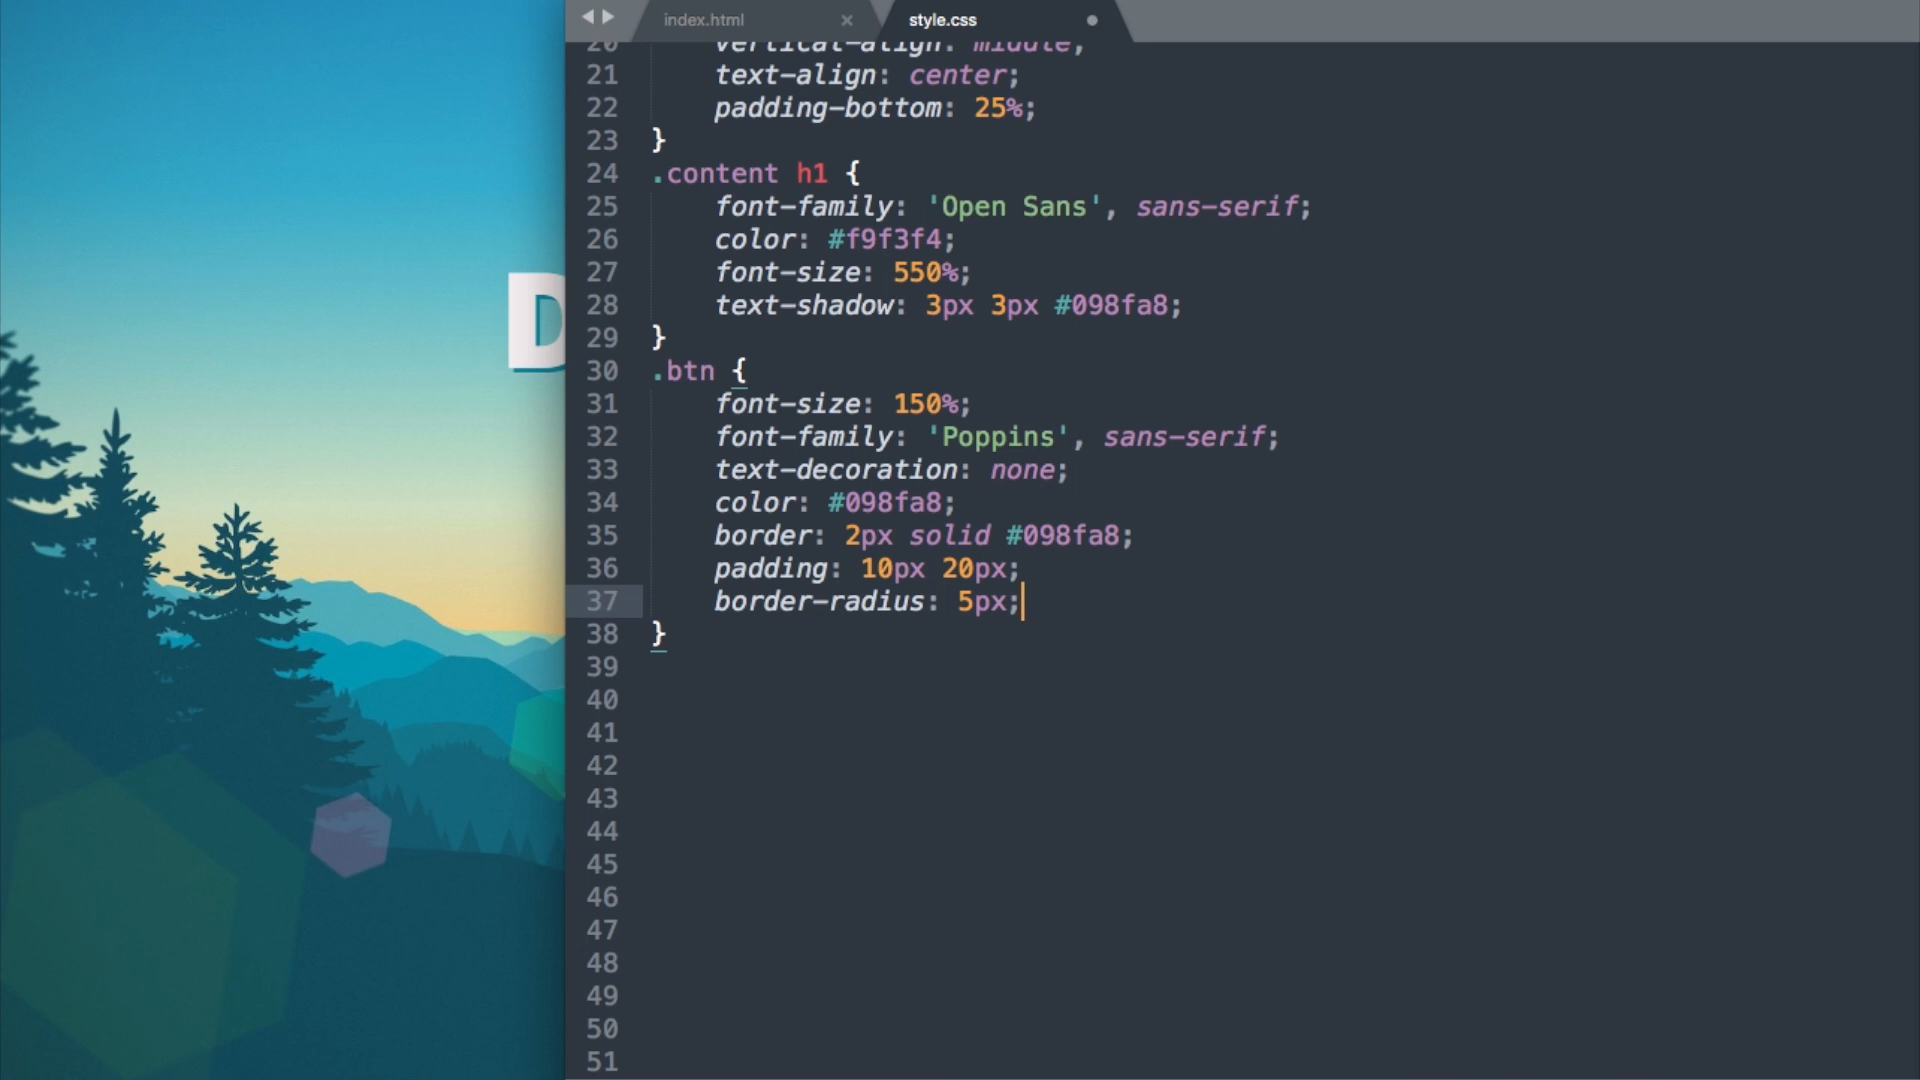 index.html
style.css
D
20 vertical-align: middle;
21 text-align: center;
22 padding-bottom: 25%;
23 }
24 .content h1 {
25 font-family: 'Open Sans', sans-serif;
26 color: #f9f3f4;
27 font-size: 550%;
28 text-shadow: 3px 3px #098fa8;
29 }
30 .btn {
31 font-size: 150%;
32 font-family: 'Poppins', sans-serif;
33 text-decoration: none;
34 color: #098fa8;
35 border: 2px solid #098fa8;
36 padding: 10px 20px;
37 border-radius: 5px;
38 }
39
40
41
42
43
44
45
46
47
48
49
50
51